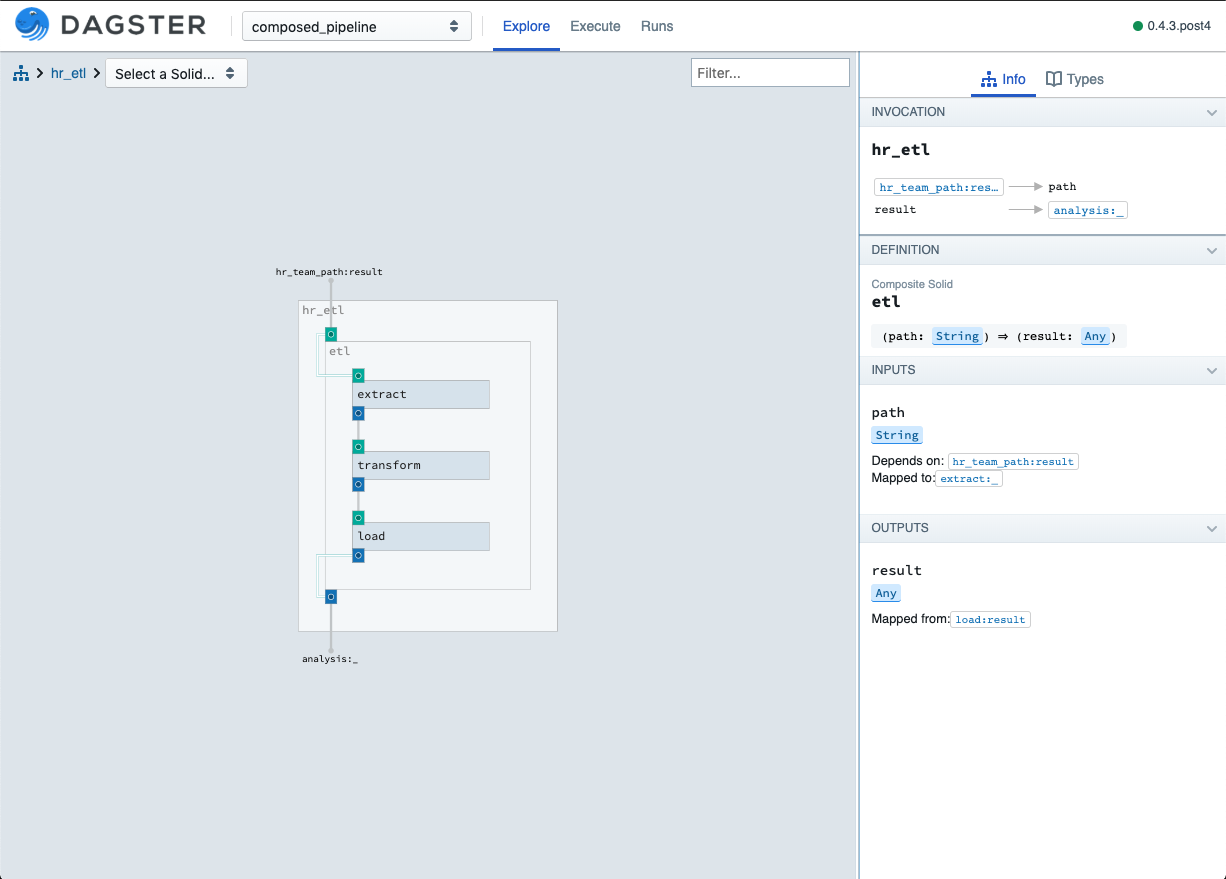 DAGSTER
composed_pipeline
Explore
Execute
Runs
0.4.3.post4
hr_etl
Select a Solid...
Filter...
Info
Types
hr_team_path:result
hr_etl
etl
extract
transform
load
analysis:_
INVOCATION
hr_etl
hr_team_path:res… path
result analysis:_
DEFINITION
Composite Solid
etl
(path: String) ⇒ (result: Any)
INPUTS
path
String
Depends on: hr_team_path:result
Mapped to: extract:_
OUTPUTS
result
Any
Mapped from: load:result